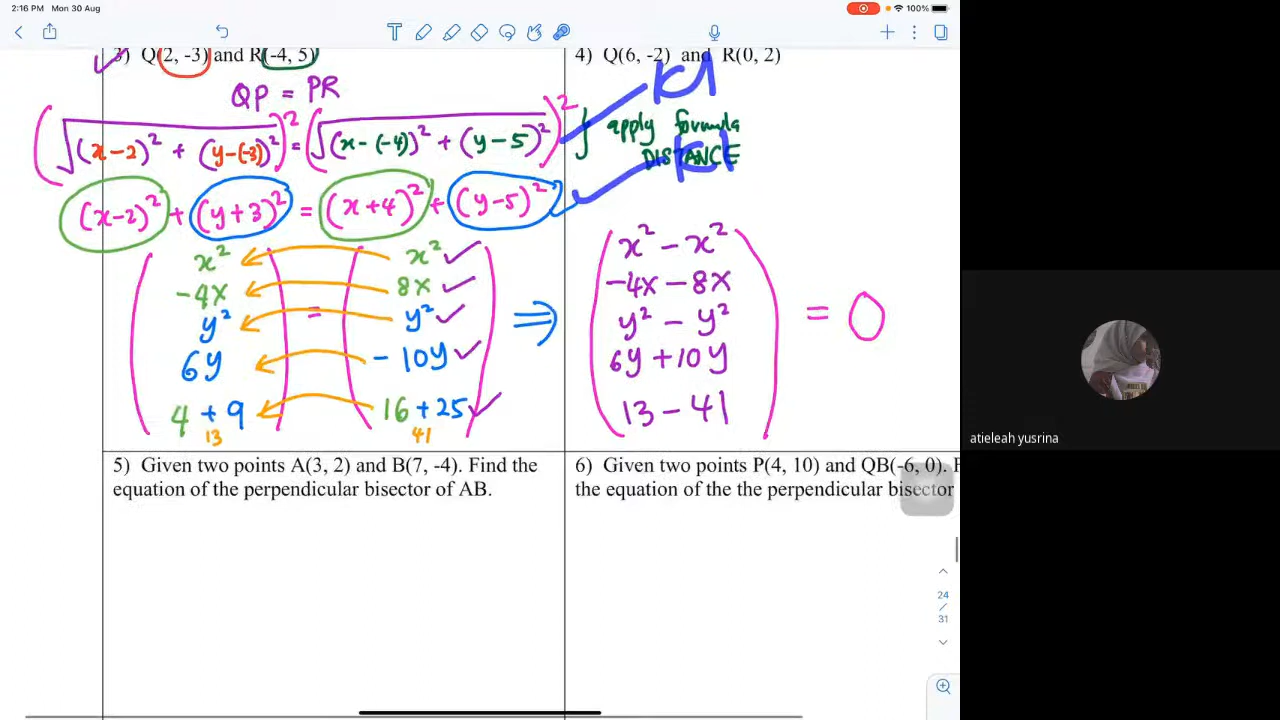 2:16 PM Mon 30 Aug
100%
3) Q(2, -3) and R(-4, 5)
4) Q(6, -2) and R(0, 2)
QP = PR
K1
(√(x-2)² + (y-(-3))²)² = (√(x-(-4))² + (y-5)²)²
} apply formula
DISTANCE
K1
(x-2)² + (y+3)² = (x+4)² + (y-5)²
x² x² x² - x²
-4x 8x -4x - 8x
y² = y² ⇒ y² - y² = 0
6y - 10y 6y + 10y
4 + 9 16 + 25 13 - 41
13 41
5) Given two points A(3, 2) and B(7, -4). Find the
equation of the perpendicular bisector of AB.
6) Given two points P(4, 10) and QB(-6, 0). F
the equation of the the perpendicular bisector
24
/
31
atieleah yusrina